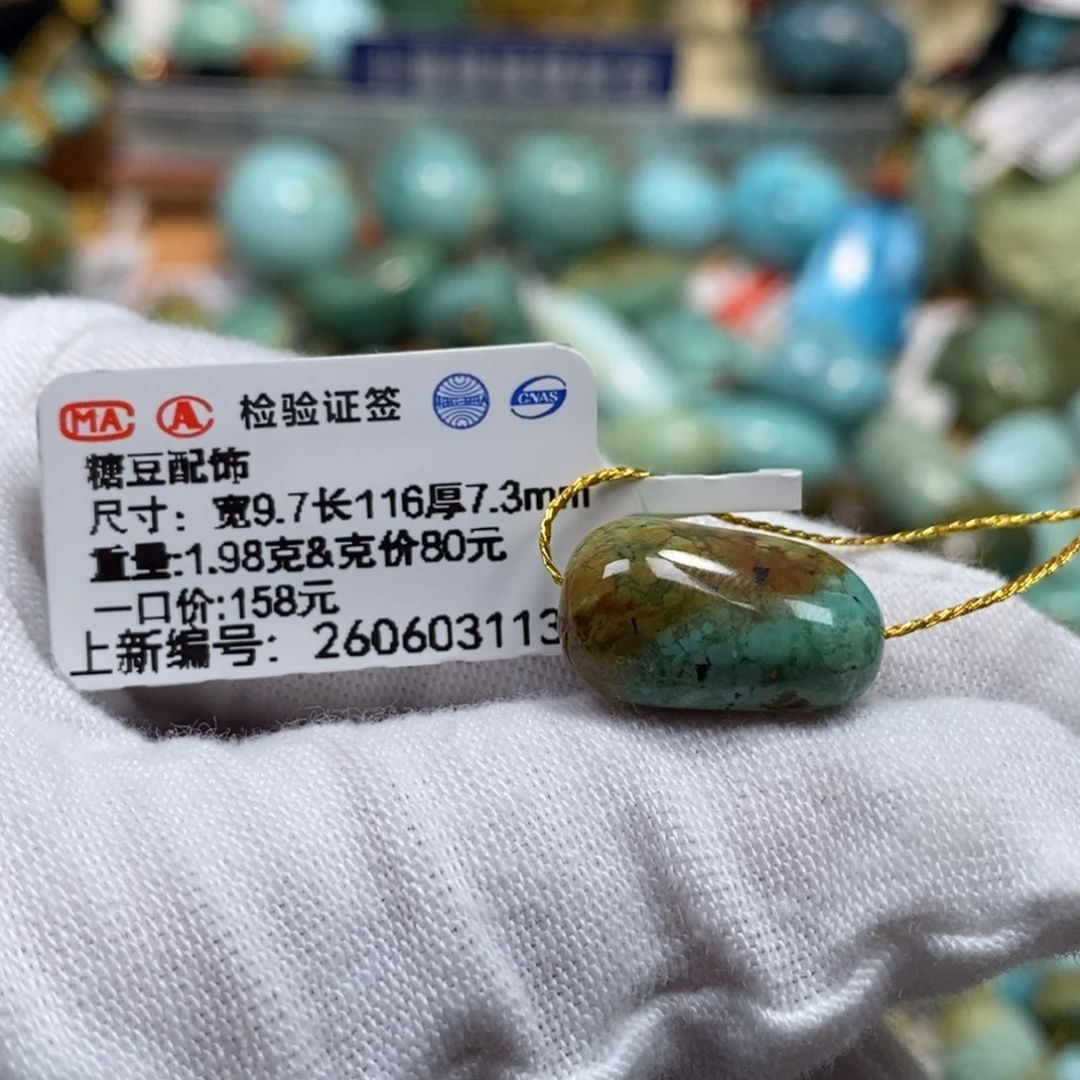 MA A 检验证签 CNAS
糖豆配饰
尺寸：宽9.7长116厚7.3mm
重量:1.98克&克价80元
一口价:158元
上新编号：260603113